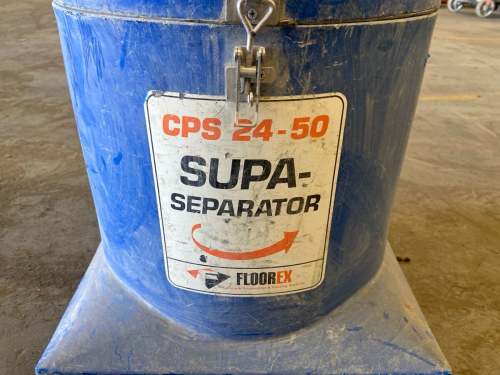 CPS 24-50
SUPA-
SEPARATOR
FLOOREX